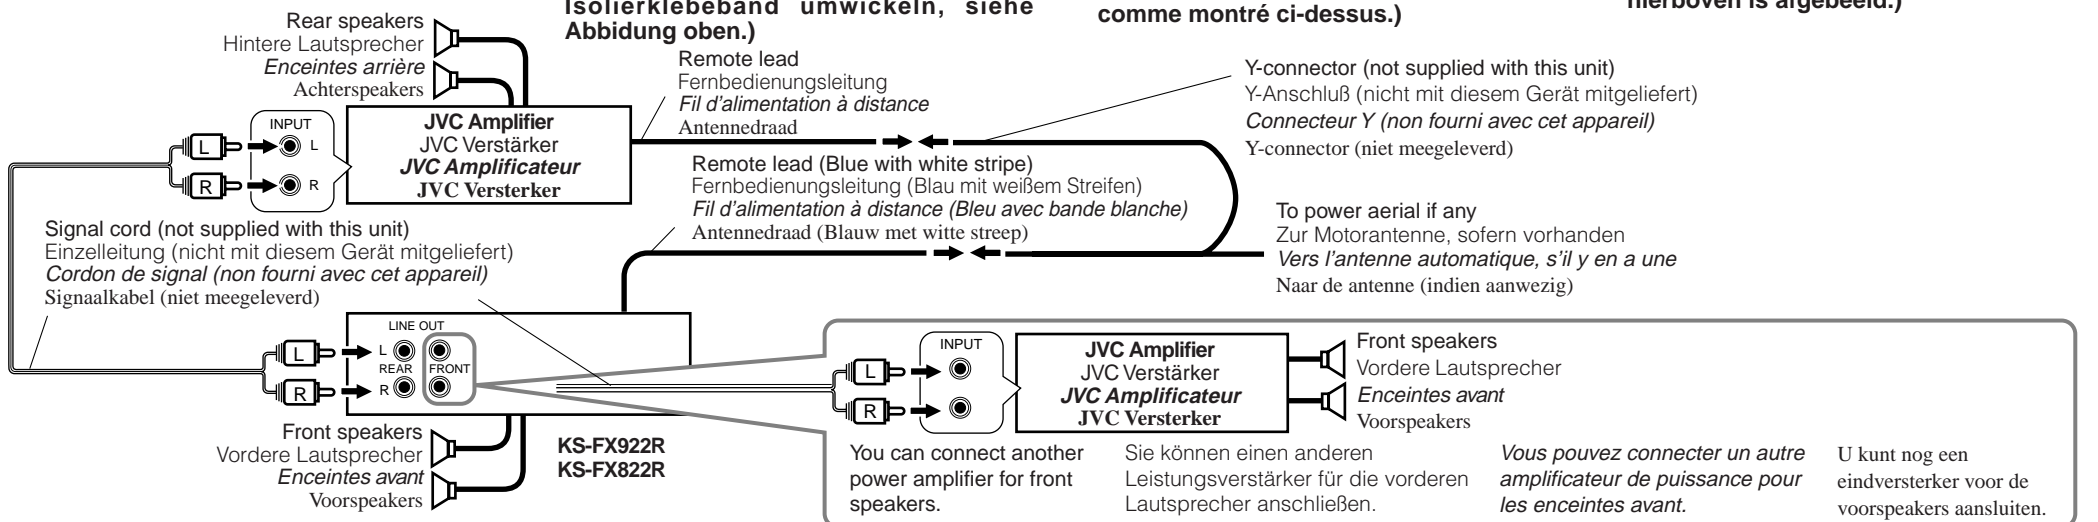 Isolierklebeband umwickeln, siehe
Abbidung oben.)
comme montré ci-dessus.)
hierboven is afgebeeld.)
Rear speakers
Hintere Lautsprecher
Enceintes arrière
Achterspeakers
INPUT
L
R
L
R
JVC Amplifier
JVC Verstärker
JVC Amplificateur
JVC Versterker
Remote lead
Fernbedienungsleitung
Fil d'alimentation à distance
Antennedraad
Y-connector (not supplied with this unit)
Y-Anschluß (nicht mit diesem Gerät mitgeliefert)
Connecteur Y (non fourni avec cet appareil)
Y-connector (niet meegeleverd)
Remote lead (Blue with white stripe)
Fernbedienungsleitung (Blau mit weißem Streifen)
Fil d'alimentation à distance (Bleu avec bande blanche)
Antennedraad (Blauw met witte streep)
To power aerial if any
Zur Motorantenne, sofern vorhanden
Vers l'antenne automatique, s'il y en a une
Naar de antenne (indien aanwezig)
Signal cord (not supplied with this unit)
Einzelleitung (nicht mit diesem Gerät mitgeliefert)
Cordon de signal (non fourni avec cet appareil)
Signaalkabel (niet meegeleverd)
LINE OUT
L
L
REAR FRONT
R
R
Front speakers
Vordere Lautsprecher
Enceintes avant
Voorspeakers
KS-FX922R
KS-FX822R
INPUT
L
R
JVC Amplifier
JVC Verstärker
JVC Amplificateur
JVC Versterker
Front speakers
Vordere Lautsprecher
Enceintes avant
Voorspeakers
You can connect another
power amplifier for front
speakers.
Sie können einen anderen
Leistungsverstärker für die vorderen
Lautsprecher anschließen.
Vous pouvez connecter un autre
amplificateur de puissance pour
les enceintes avant.
U kunt nog een
eindversterker voor de
voorspeakers aansluiten.